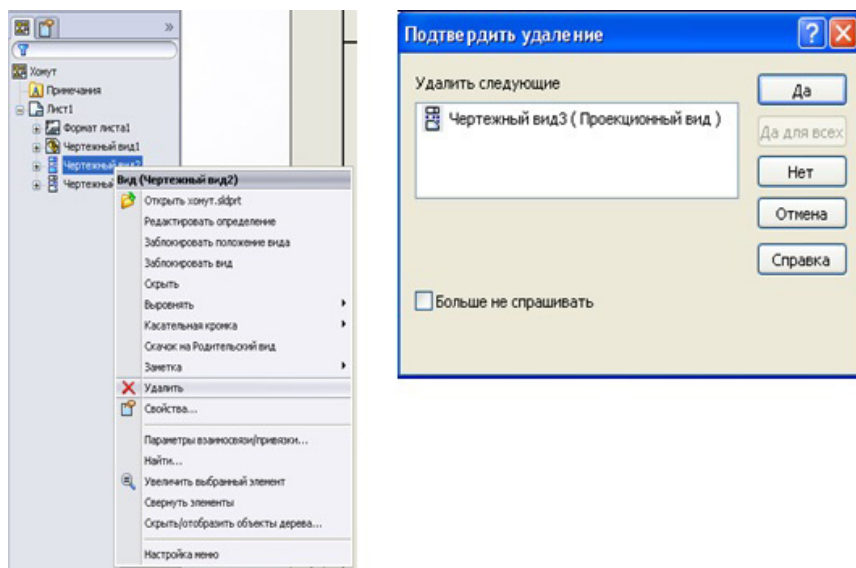 Хомут
Примечания
Лист1
Формат листа1
Чертежный вид1
Чертежный вид2
Чертежный
Вид (Чертежный вид2)
Открыть хомут.sldprt
Редактировать определение
Заблокировать положение вида
Заблокировать вид
Скрыть
Выровнять
Касательная кромка
Скачок на Родительский вид
Заметка
Удалить
Свойства...
Параметры взаимосвязи/привязки...
Найти...
Увеличить выбранный элемент
Свернуть элементы
Скрыть/отобразить объекты дерева...
Настройка меню
Подтвердить удаление
Удалить следующие
Чертежный вид3 ( Проекционный вид )
Больше не спрашивать
Да
Да для всех
Нет
Отмена
Справка